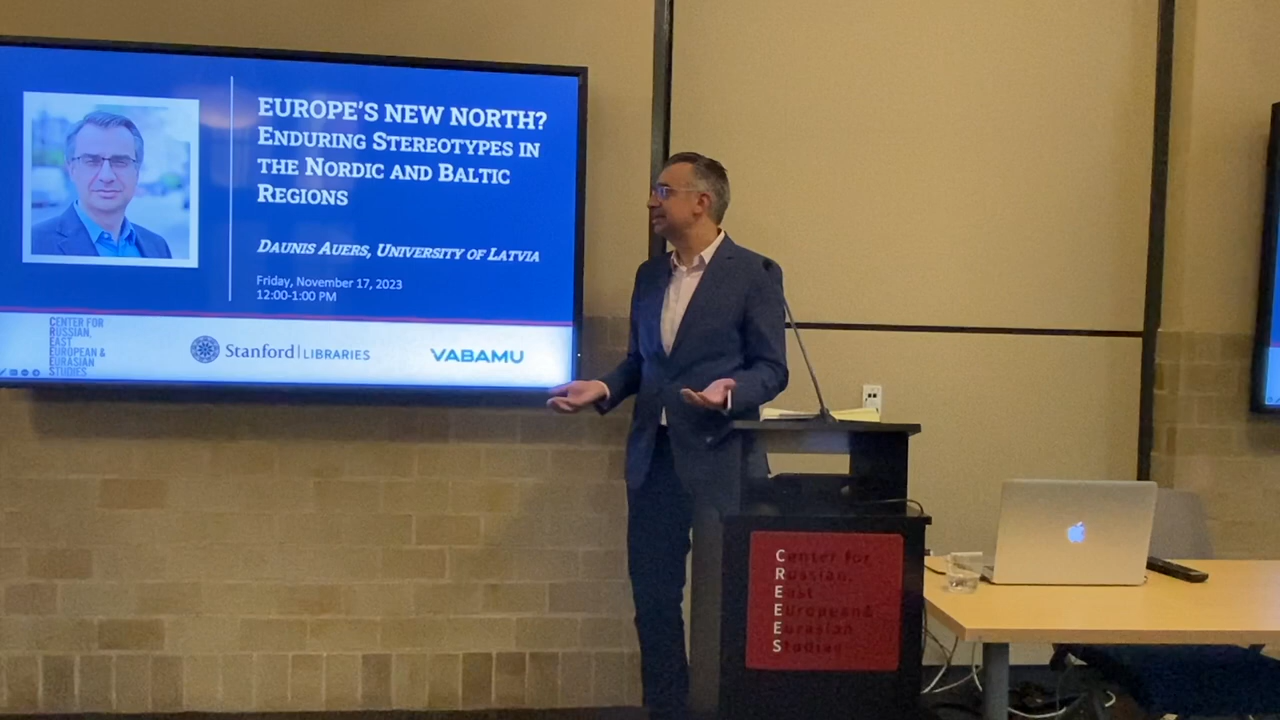 EUROPE'S NEW NORTH?
ENDURING STEREOTYPES IN
THE NORDIC AND BALTIC
REGIONS
DAUNIS AUERS, UNIVERSITY OF LATVIA
Friday, November 17, 2023
12:00-1:00 PM
CENTER FOR
RUSSIAN,
EAST
EUROPEAN &
EURASIAN
STUDIES
Stanford | LIBRARIES
VABAMU
Center for
Russian,
East
European&
Eurasian
Studies